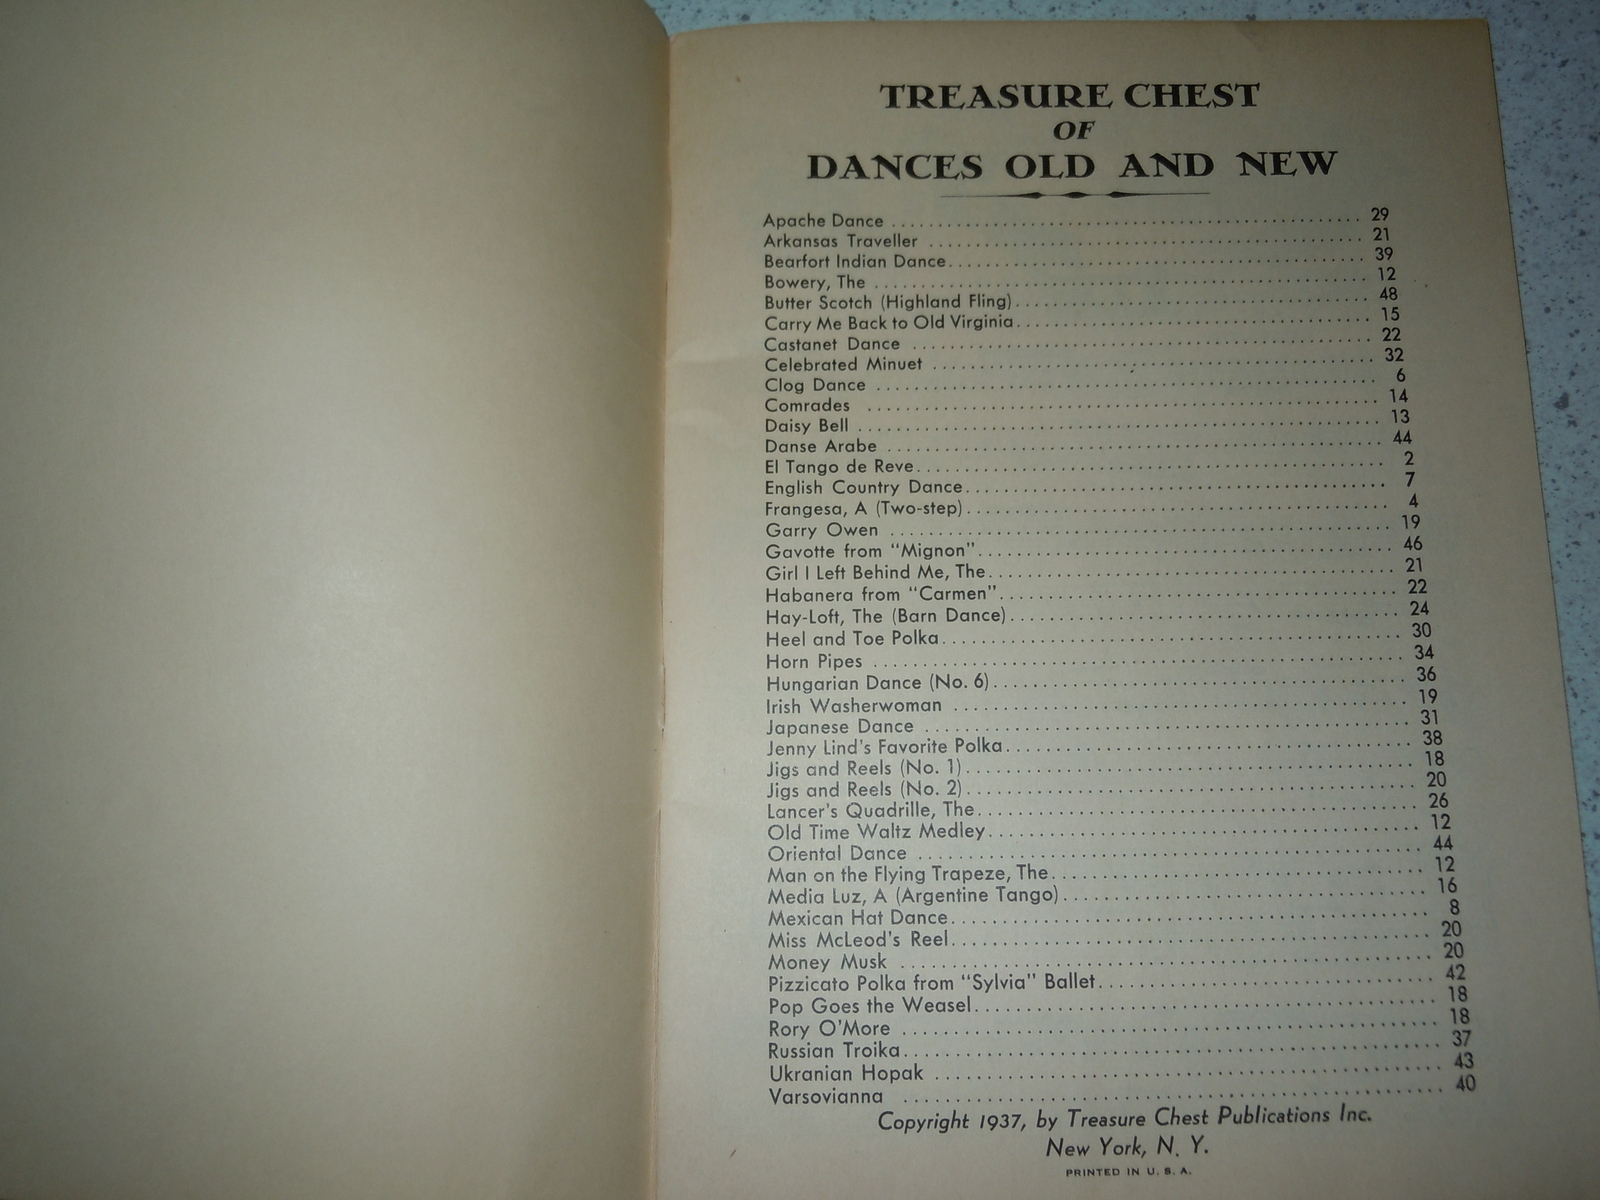 TREASURE CHEST
OF
DANCES OLD AND NEW
Apache Dance 29
Arkansas Traveller 21
Bearfort Indian Dance 39
Bowery, The 12
Butter Scotch (Highland Fling) 48
Carry Me Back to Old Virginia 15
Castanet Dance 22
Celebrated Minuet 32
Clog Dance 6
Comrades 14
Daisy Bell 13
Danse Arabe 44
El Tango de Reve 2
English Country Dance 7
Frangesa, A (Two-step) 4
Garry Owen 19
Gavotte from "Mignon" 46
Girl I Left Behind Me, The 21
Habanera from "Carmen" 22
Hay-Loft, The (Barn Dance) 24
Heel and Toe Polka 30
Horn Pipes 34
Hungarian Dance (No. 6) 36
Irish Washerwoman 19
Japanese Dance 31
Jenny Lind's Favorite Polka 38
Jigs and Reels (No. 1) 18
Jigs and Reels (No. 2) 20
Lancer's Quadrille, The 26
Old Time Waltz Medley 12
Oriental Dance 44
Man on the Flying Trapeze, The 12
Media Luz, A (Argentine Tango) 16
Mexican Hat Dance 8
Miss McLeod's Reel 20
Money Musk 20
Pizzicato Polka from "Sylvia" Ballet 42
Pop Goes the Weasel 18
Rory O'More 18
Russian Troika 37
Ukranian Hopak 43
Varsovianna 40
Copyright 1937, by Treasure Chest Publications Inc.
New York, N. Y.
PRINTED IN U. S. A.